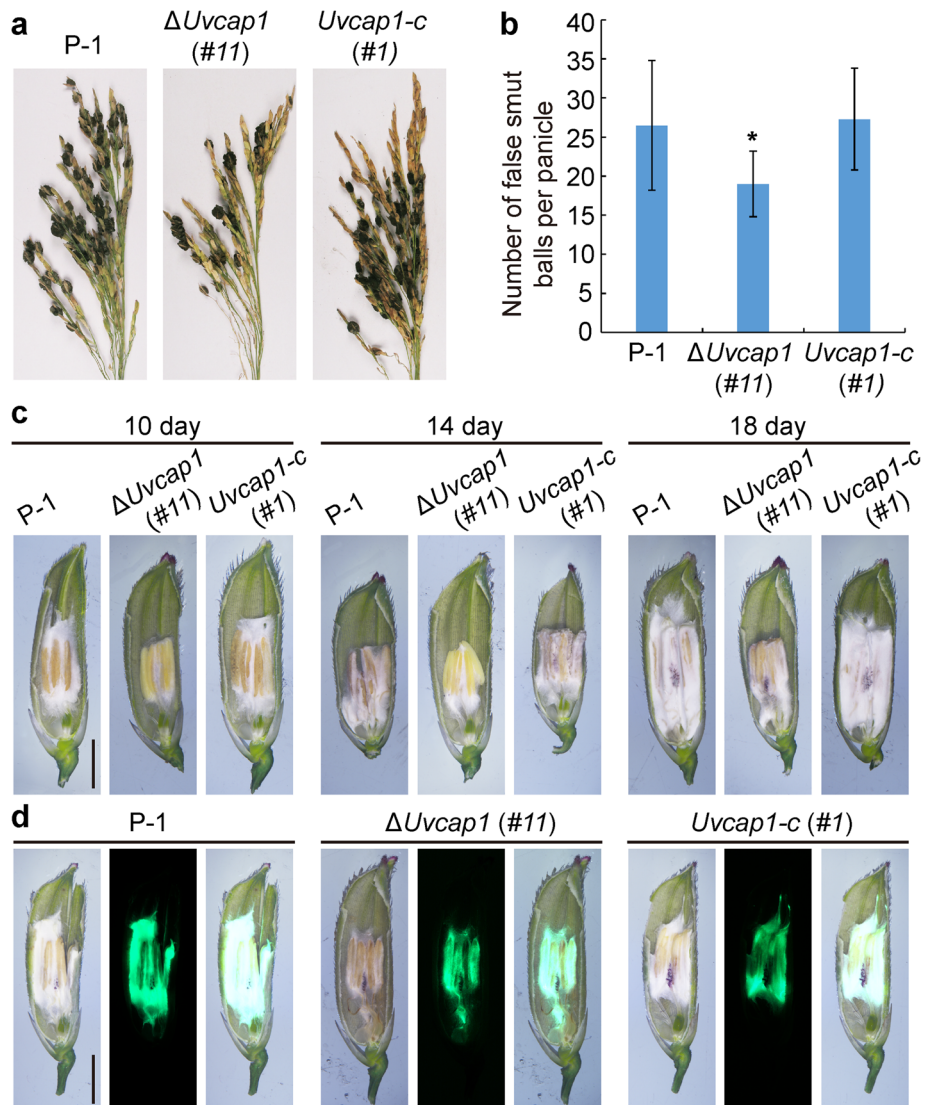 a
P-1
ΔUvcap1
(#11)
Uvcap1-c
(#1)
b
Number of false smut
balls per panicle
40
35
30
25
20
15
10
5
0
*
P-1
ΔUvcap1
(#11)
Uvcap1-c
(#1)
c
10 day
14 day
18 day
P-1
ΔUvcap1
(#11)
Uvcap1-c
(#1)
P-1
ΔUvcap1
(#11)
Uvcap1-c
(#1)
P-1
ΔUvcap1
(#11)
Uvcap1-c
(#1)
d
P-1
ΔUvcap1 (#11)
Uvcap1-c (#1)